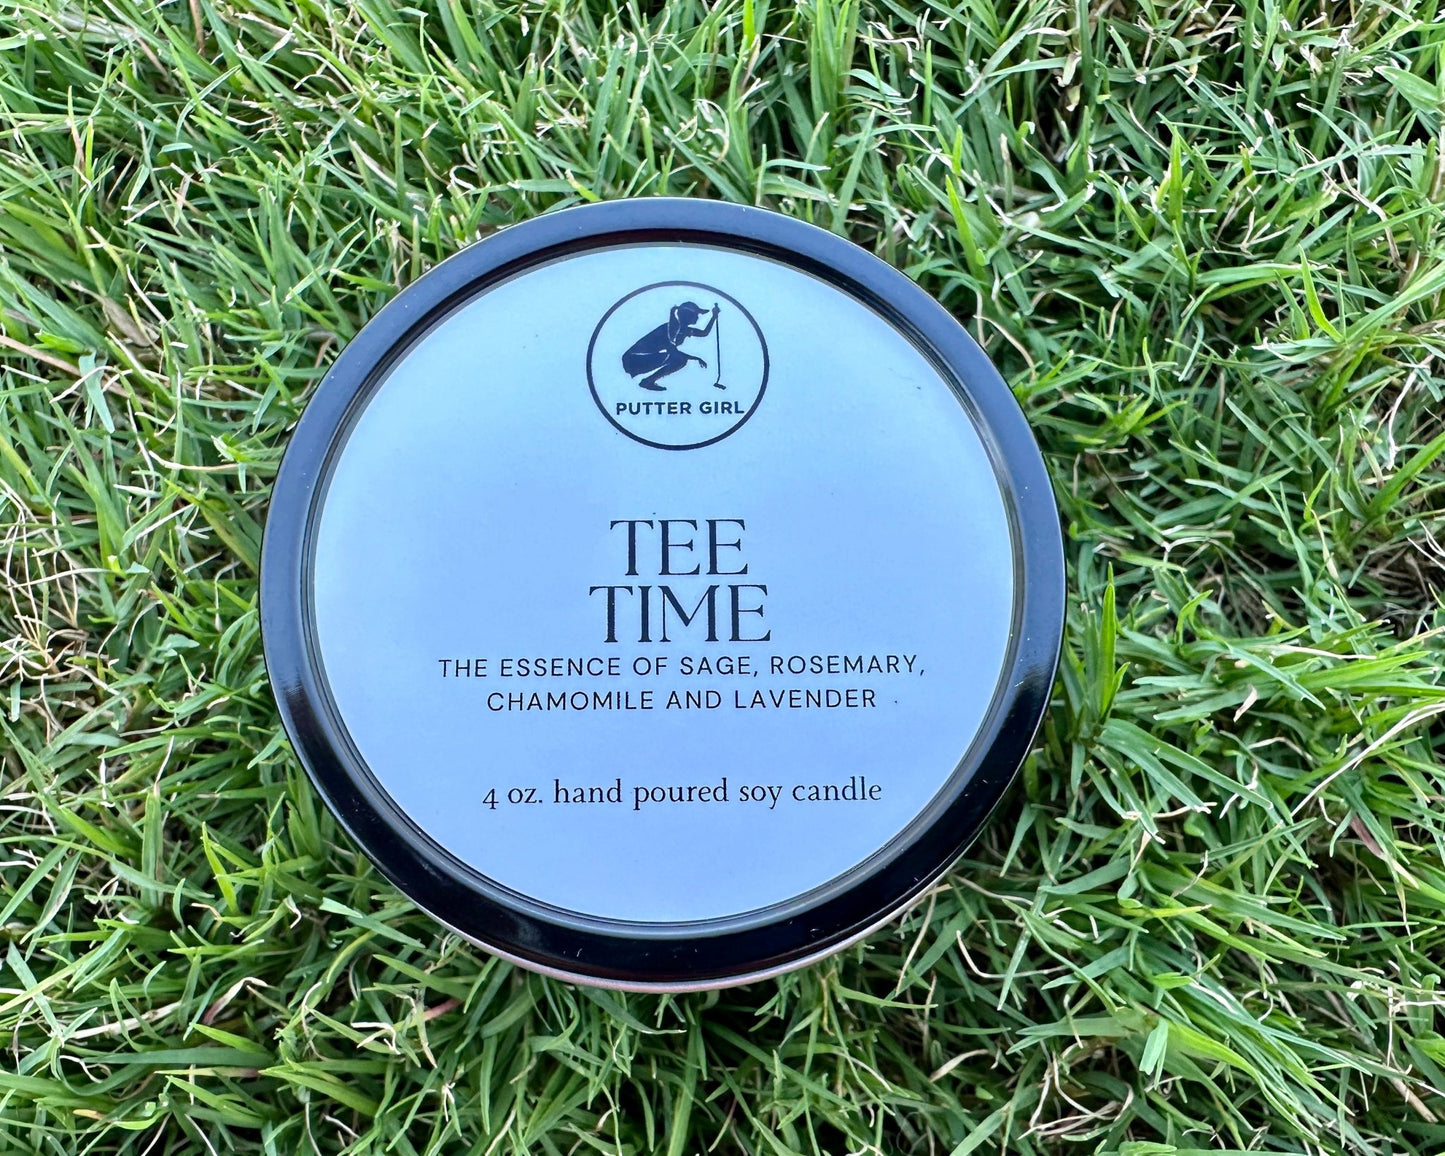 PUTTER GIRL
TEE
TIME
THE ESSENCE OF SAGE, ROSEMARY,
CHAMOMILE AND LAVENDER
4 oz. hand poured soy candle